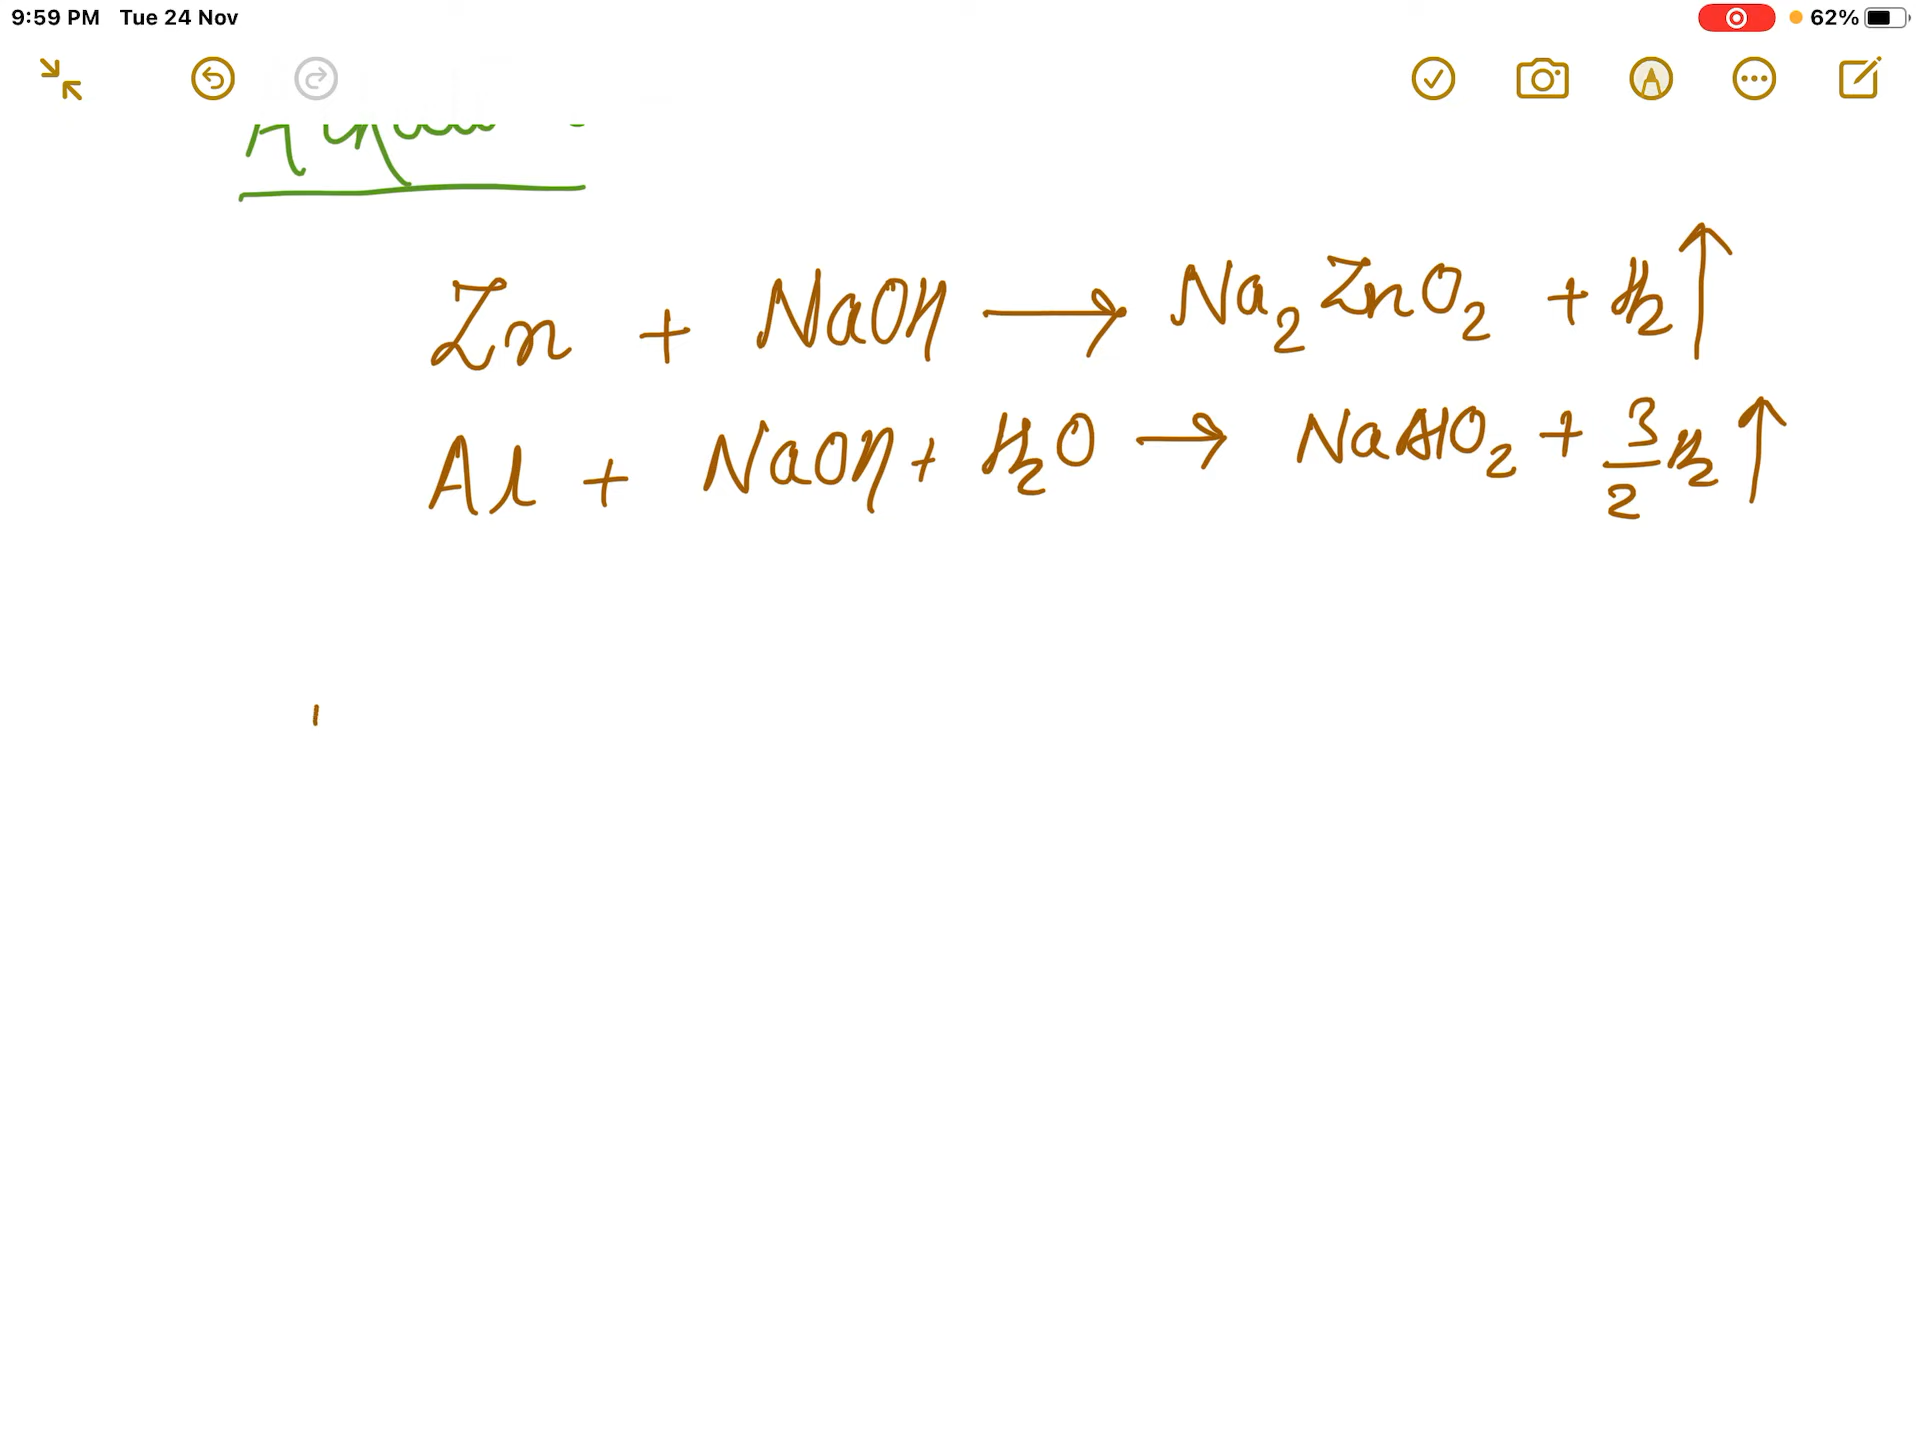 9:59 PM Tue 24 Nov 62%
Zn + NaOH → Na₂ZnO₂ + H₂↑
Al + NaOH + H₂O → NaAlO₂ + 3/2 H₂↑